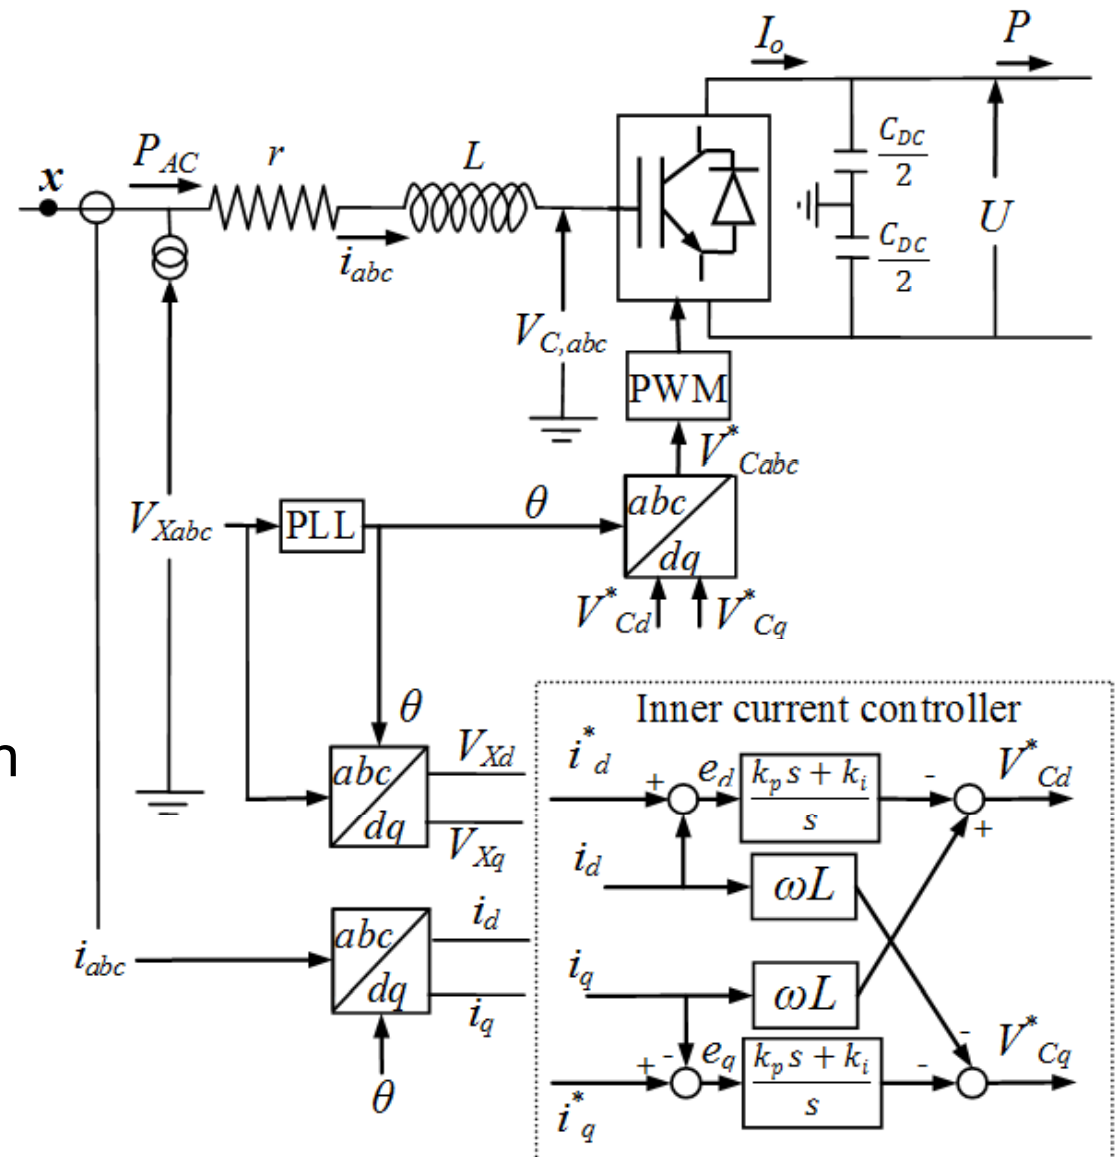 I_o
P
P_AC
r
L
x
C_DC/2
i_abc
U
C_DC/2
V_C,abc
PWM
V*_Cabc
θ
abc
V_Xabc
PLL
dq
V*_Cd
V*_Cq
θ
Inner current controller
V_Xd
i*_d
+
e_d
k_p s + k_i
s
-
V*_Cd
n
abc
dq
+
V_Xq
i_d
ωL
i_d
abc
i_abc
i_q
ωL
dq
i_q
-
V*_Cq
+
-
e_q
k_p s + k_i
s
-
θ
i*_q